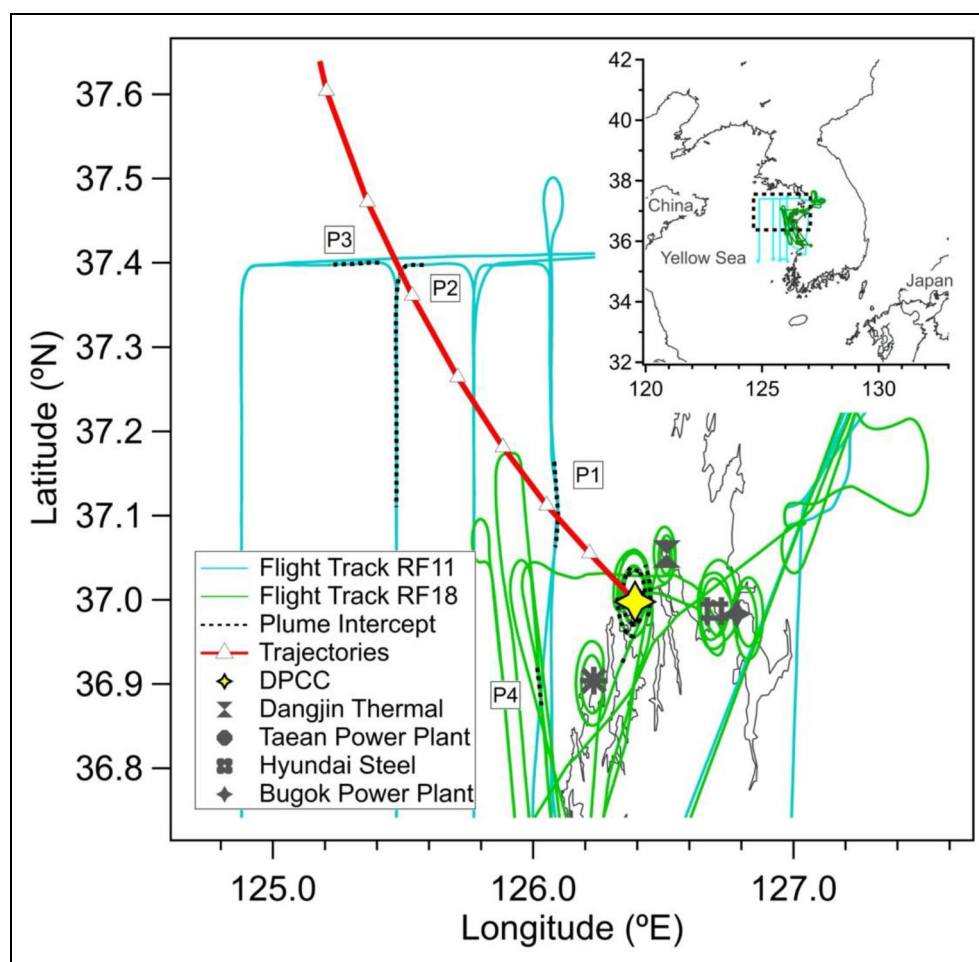 Latitude (ºN)
37.6
37.5
37.4
37.3
37.2
37.1
37.0
36.9
36.8
125.0
126.0
127.0
Longitude (ºE)
P3
P2
P1
P4
Flight Track RF11
Flight Track RF18
Plume Intercept
Trajectories
DPCC
Dangjin Thermal
Taean Power Plant
Hyundai Steel
Bugok Power Plant
42
40
38
36
34
32
120
125
130
China
Yellow Sea
Japan